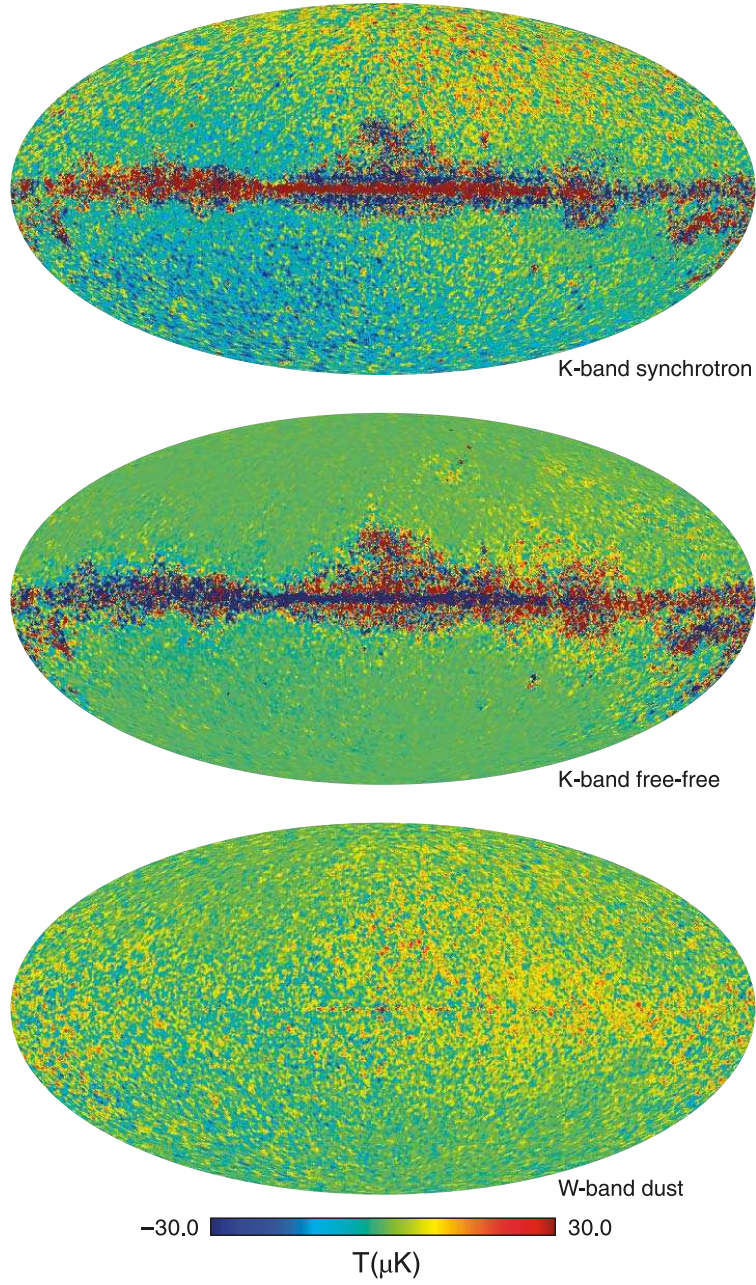 K-band synchrotron
K-band free-free
W-band dust
−30.0 30.0
T(μK)